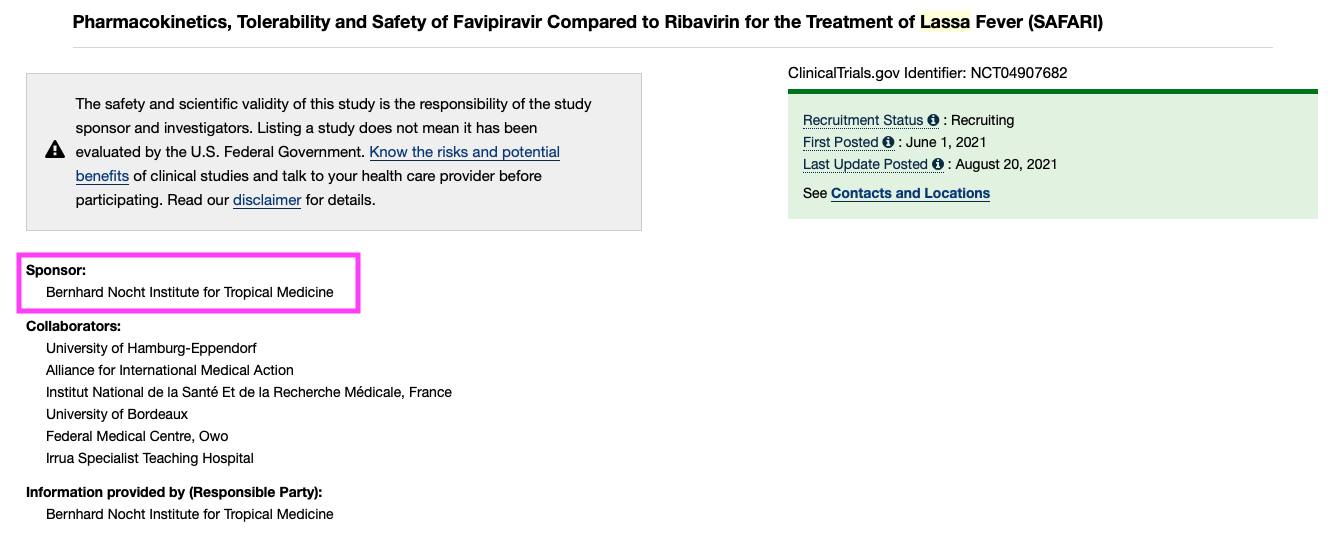 Pharmacokinetics, Tolerability and Safety of Favipiravir Compared to Ribavirin for the Treatment of Lassa Fever (SAFARI)
The safety and scientific validity of this study is the responsibility of the study
sponsor and investigators. Listing a study does not mean it has been
evaluated by the U.S. Federal Government. Know the risks and potential
benefits of clinical studies and talk to your health care provider before
participating. Read our disclaimer for details.
ClinicalTrials.gov Identifier: NCT04907682
Recruitment Status : Recruiting
First Posted : June 1, 2021
Last Update Posted : August 20, 2021
See Contacts and Locations
Sponsor:
Bernhard Nocht Institute for Tropical Medicine
Collaborators:
University of Hamburg-Eppendorf
Alliance for International Medical Action
Institut National de la Santé Et de la Recherche Médicale, France
University of Bordeaux
Federal Medical Centre, Owo
Irrua Specialist Teaching Hospital
Information provided by (Responsible Party):
Bernhard Nocht Institute for Tropical Medicine